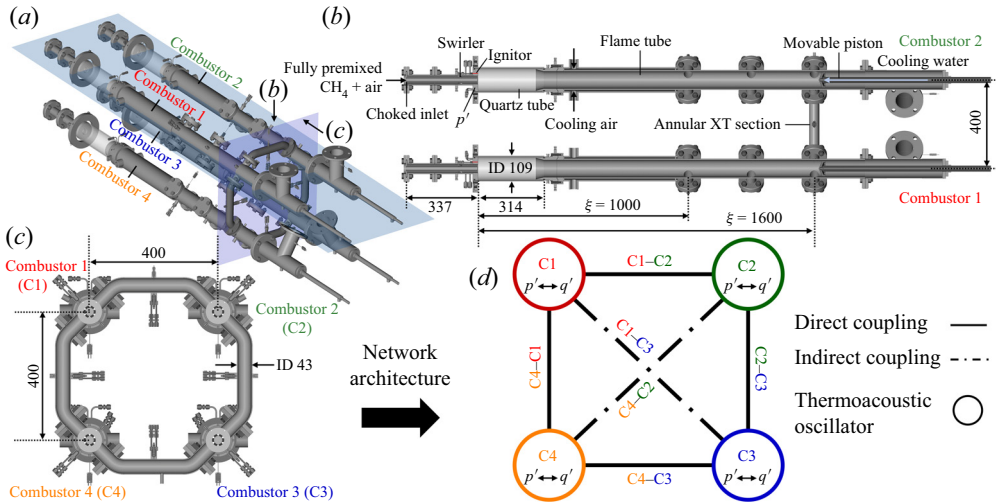 (a)
Combustor 2
Combustor 1
(b)
(c)
Combustor 3
Combustor 4
(b)
Swirler
Ignitor
Flame tube
Movable piston
Combustor 2
Cooling water
Fully premixed
CH4 + air
Choked inlet
p′
Quartz tube
Cooling air
Annular XT section
400
ID 109
Combustor 1
337
314
ξ = 1000
ξ = 1600
(c)
400
Combustor 1
(C1)
Combustor 2
(C2)
400
ID 43
Combustor 4 (C4)
Combustor 3 (C3)
Network
architecture
(d)
C1
p′↔q′
C1–C2
C2
p′↔q′
C1–C3
C4–C1
C2–C3
C4–C2
C4
p′↔q′
C4–C3
C3
p′↔q′
Direct coupling
Indirect coupling
Thermoacoustic
oscillator